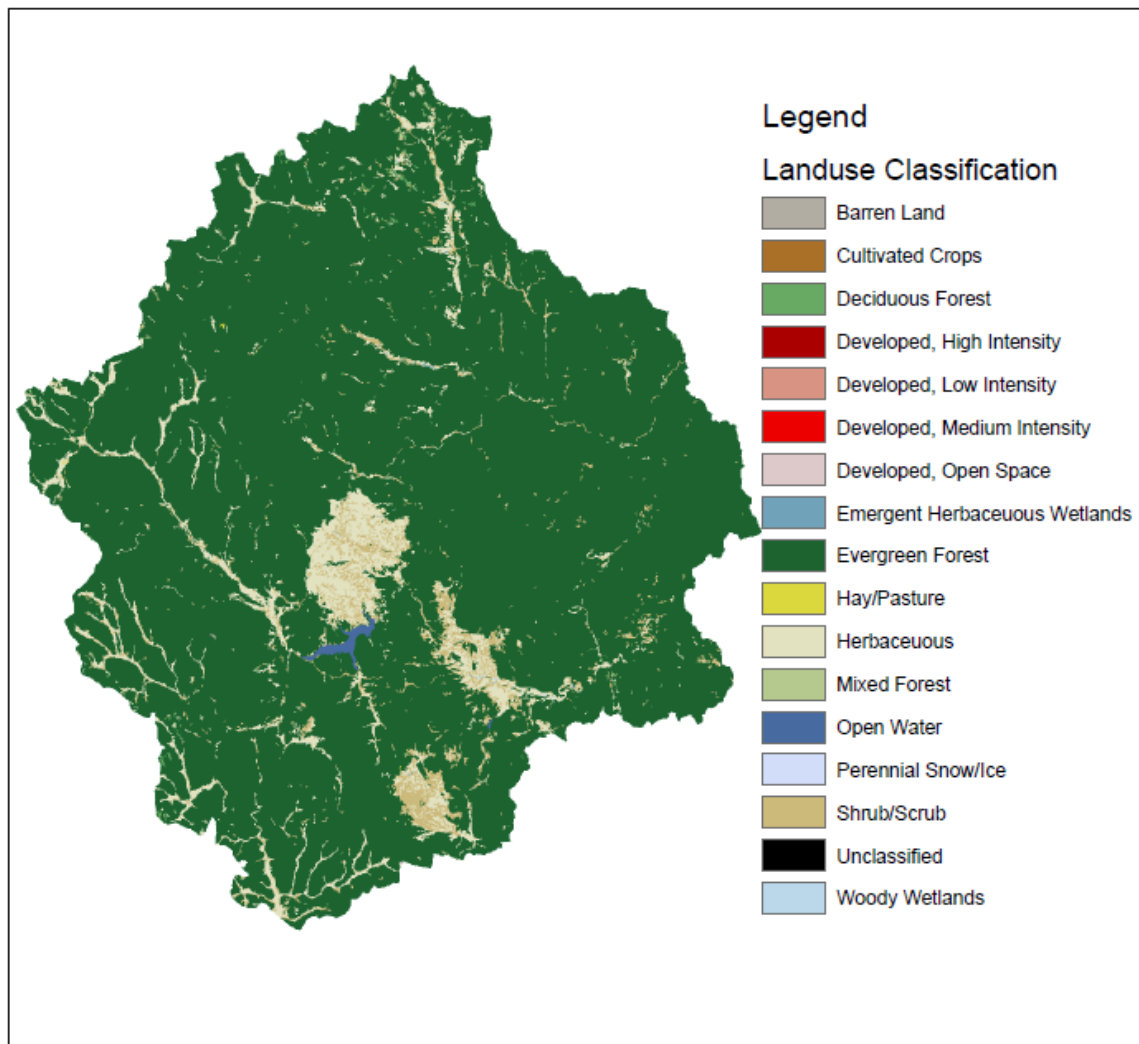 Legend
Landuse Classification
Barren Land
Cultivated Crops
Deciduous Forest
Developed, High Intensity
Developed, Low Intensity
Developed, Medium Intensity
Developed, Open Space
Emergent Herbaceuous Wetlands
Evergreen Forest
Hay/Pasture
Herbaceuous
Mixed Forest
Open Water
Perennial Snow/Ice
Shrub/Scrub
Unclassified
Woody Wetlands